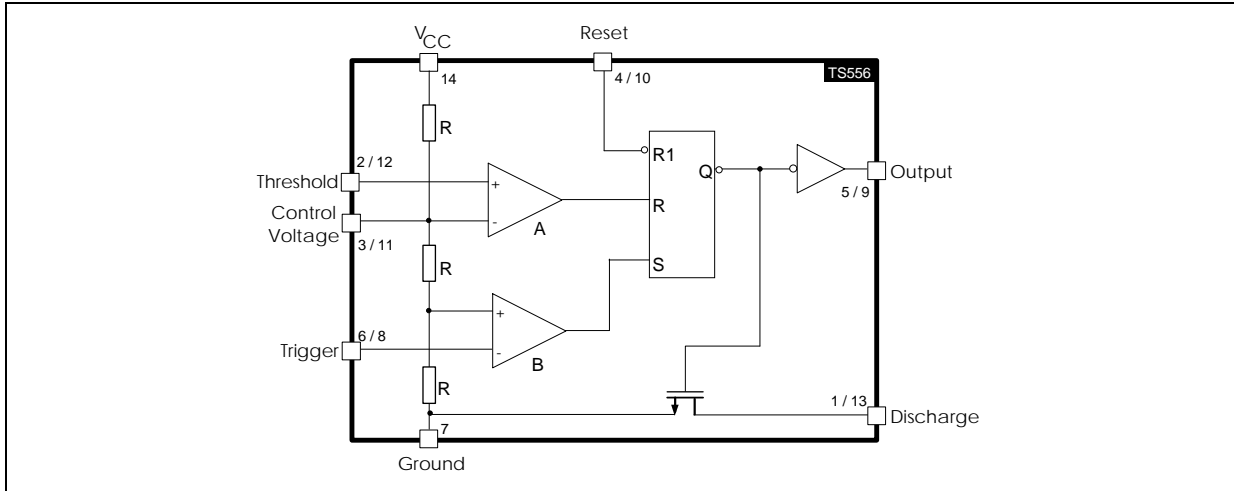 VCC
Reset
14
4 / 10
TS556
R
R1
2 / 12
Q
Threshold
+
Output
Control
Voltage
-
A
R
5 / 9
3 / 11
R
S
+
6 / 8
Trigger
-
B
R
1 / 13
Discharge
7
Ground